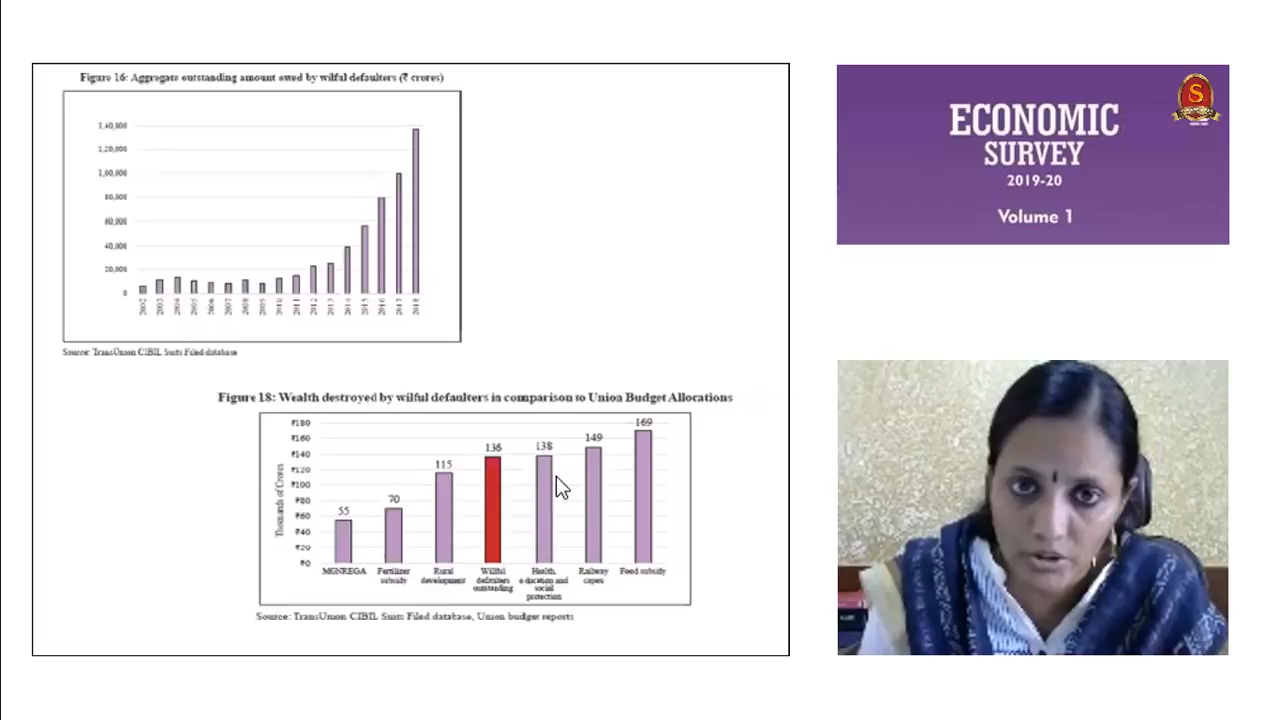 Figure 16: Aggregate outstanding amount owed by wilful defaulters (₹ crores)
1,40,000
1,20,000
1,00,000
80,000
60,000
40,000
20,000
0
2002 2003 2004 2005 2006 2007 2008 2009 2010 2011 2012 2013 2014 2015 2016 2017 2018
Source: TransUnion CIBIL Suits Filed database
Figure 18: Wealth destroyed by wilful defaulters in comparison to Union Budget Allocations
Thousands of Crores
₹180
₹160
₹140
₹120
₹100
₹80
₹60
₹40
₹20
₹0
55
70
115
136
138
149
169
MGNREGA
Fertilizer
subsidy
Rural
development
Willful
defaulters
outstanding
Health,
education and
social
protection
Railway
capex
Food subsidy
Source: TransUnion CIBIL Suits Filed database, Union budget reports
S
ECONOMIC
SURVEY
2019-20
Volume 1